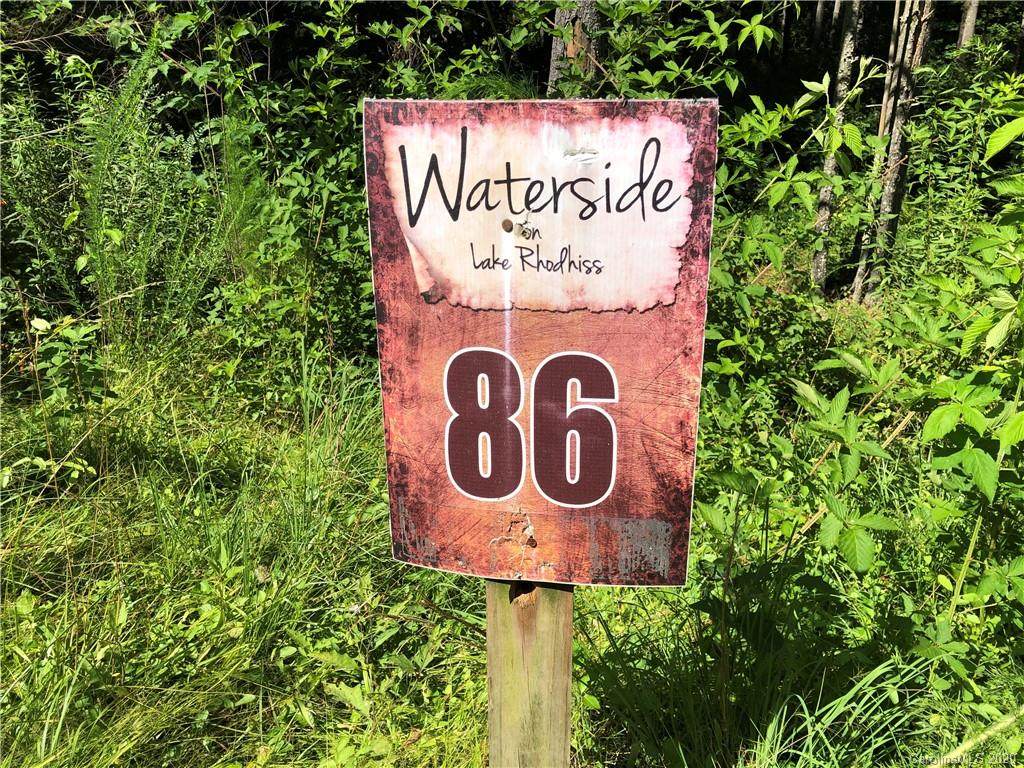 Waterside
on
Lake Rhodhiss
86